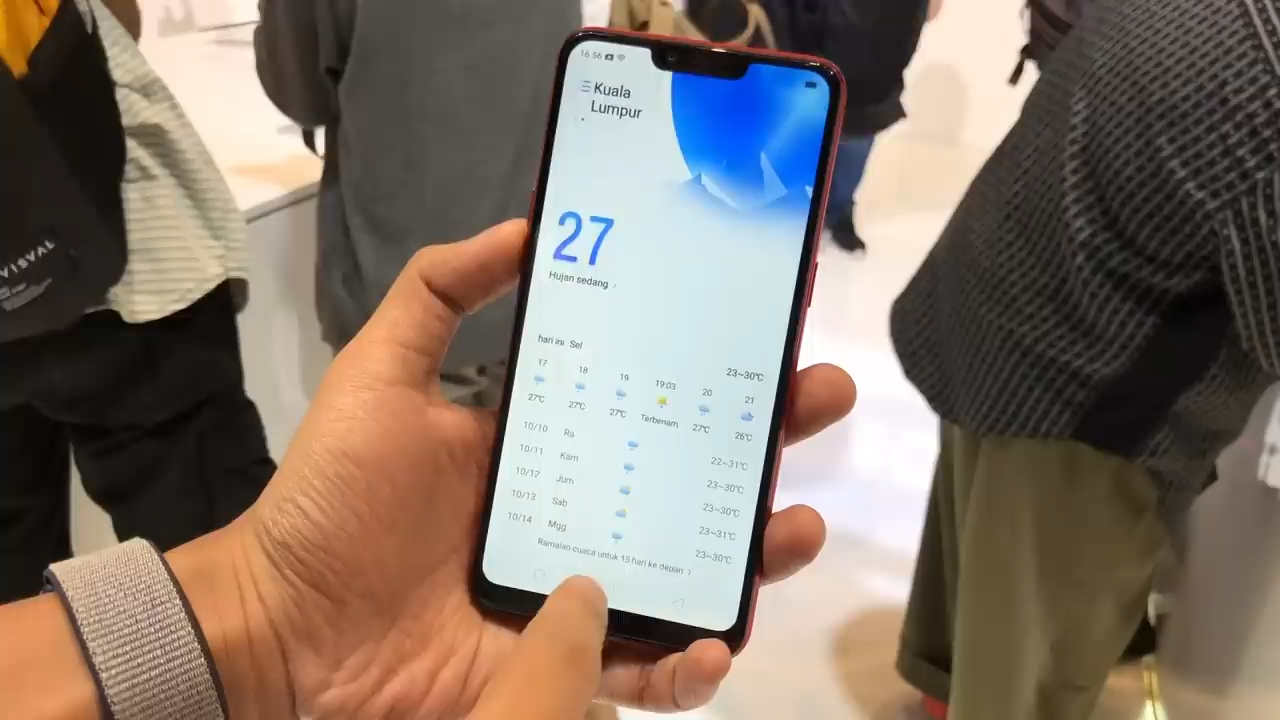 16:56
Kuala
Lumpur
27
Hujan sedang
hari ini Sel
23~30℃
17 18 19 19:03 20 21
27℃ 27℃ 27℃ Terbenam 27℃ 26℃
10/10 Ra 22~31℃
10/11 Kam 23~30℃
10/12 Jum 23~30℃
10/13 Sab 23~31℃
10/14 Mgg 23~30℃
Ramalan cuaca untuk 15 hari ke depan
VISVAL